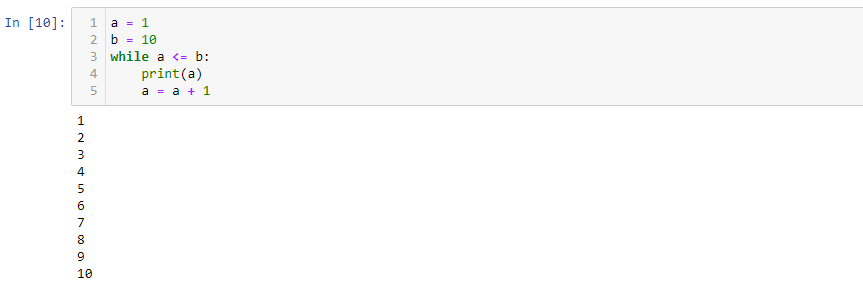 In [10]: 1 a = 1
2 b = 10
3 while a <= b:
4     print(a)
5     a = a + 1
1
2
3
4
5
6
7
8
9
10